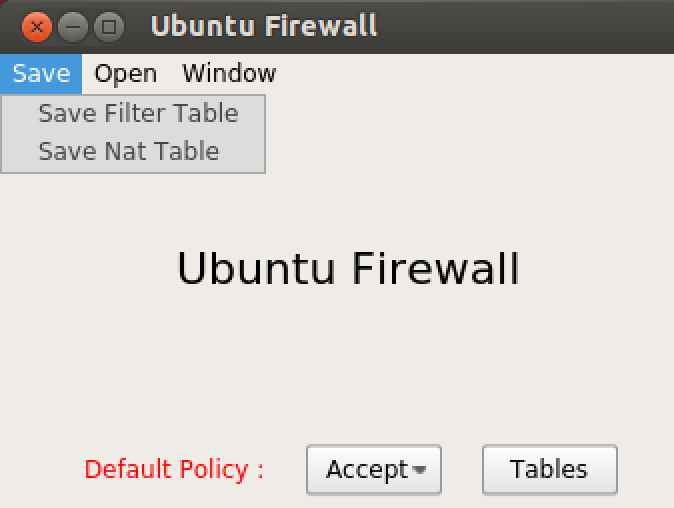 Ubuntu Firewall
Save Open Window
Save Filter Table
Save Nat Table
Ubuntu Firewall
Default Policy : Accept Tables